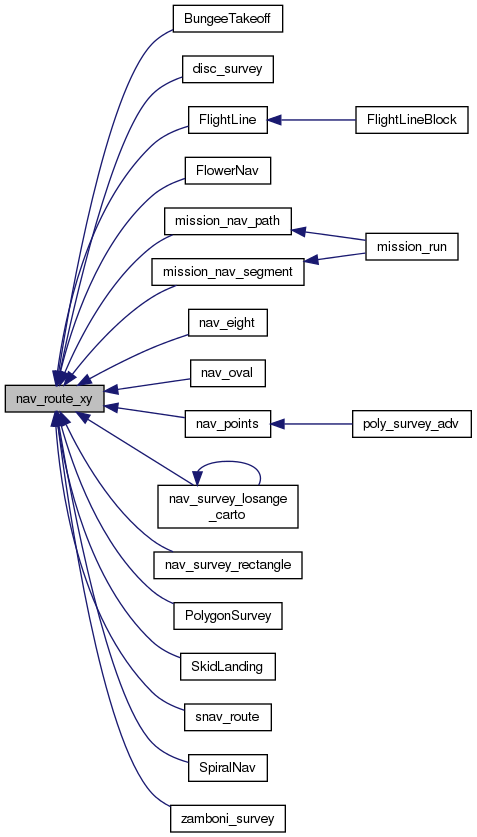 BungeeTakeoff
disc_survey
FlightLine
FlightLineBlock
FlowerNav
mission_nav_path
mission_run
mission_nav_segment
nav_eight
nav_oval
nav_route_xy
nav_points
poly_survey_adv
nav_survey_losange
_carto
nav_survey_rectangle
PolygonSurvey
SkidLanding
snav_route
SpiralNav
zamboni_survey